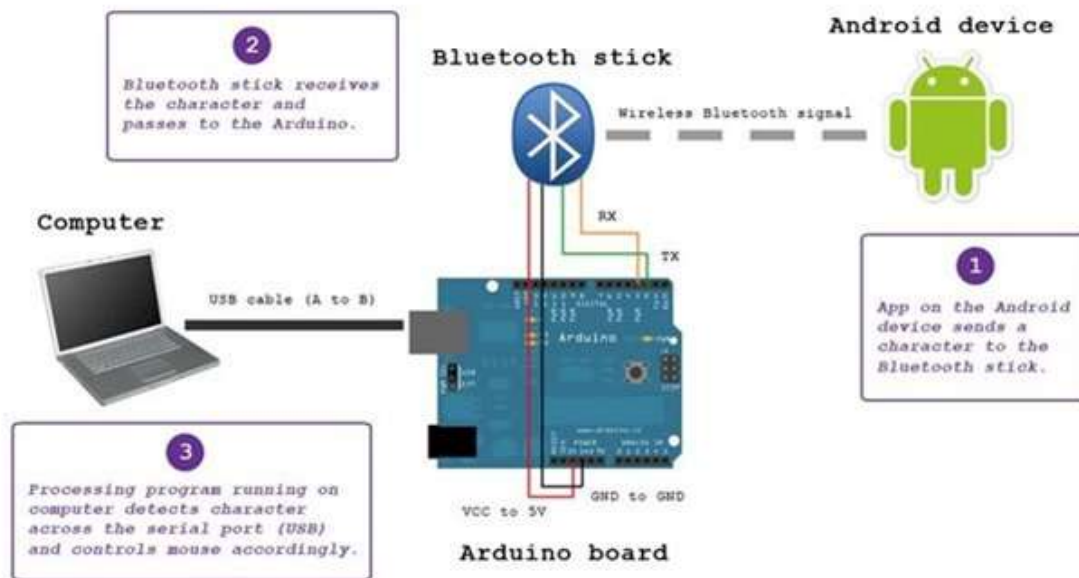 Android device
2
Bluetooth stick
Bluetooth stick receives
the character and
passes to the Arduino.
Wireless Bluetooth signal
Computer
RX
TX
1
USB cable (A to B)
App on the Android
device sends a
character to the
Bluetooth stick.
Arduino
3
Processing program running on
computer detects character
across the serial port (USB)
and controls mouse accordingly.
POWER
GND to GND
VCC to 5V
Arduino board